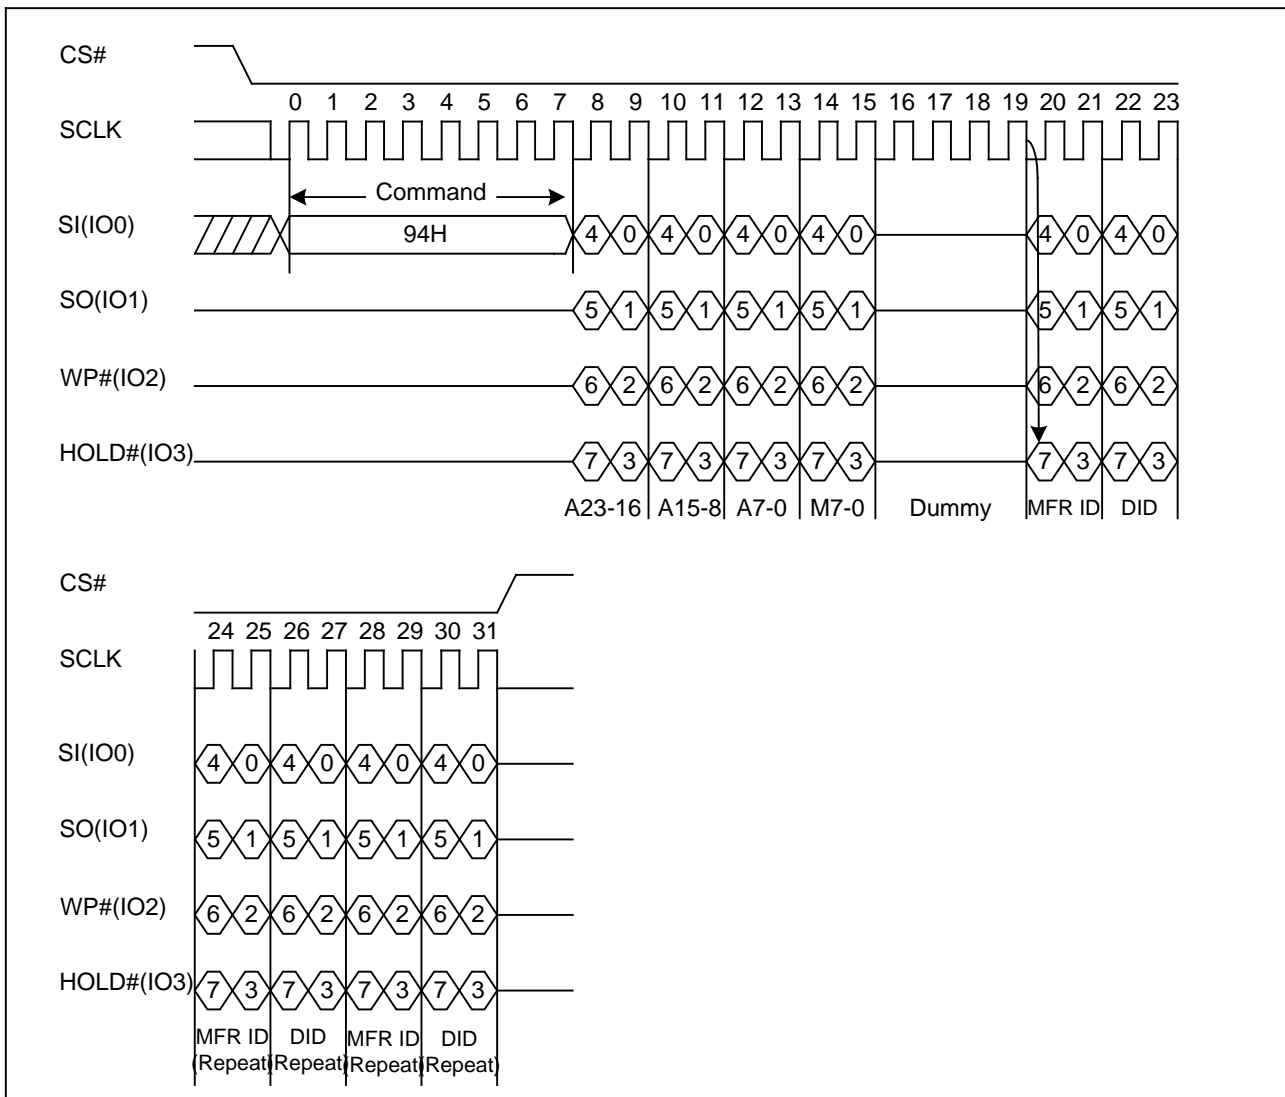 CS#
0 1 2 3 4 5 6 7 8 9 10 11 12 13 14 15 16 17 18 19 20 21 22 23
SCLK
Command
SI(IO0) 94H 4 0 4 0 4 0 4 0 4 0 4 0
SO(IO1) 5 1 5 1 5 1 5 1 5 1 5 1
WP#(IO2) 6 2 6 2 6 2 6 2 6 2 6 2
HOLD#(IO3) 7 3 7 3 7 3 7 3 7 3 7 3
A23-16 A15-8 A7-0 M7-0 Dummy MFR ID DID
CS#
24 25 26 27 28 29 30 31
SCLK
SI(IO0) 4 0 4 0 4 0 4 0
SO(IO1) 5 1 5 1 5 1 5 1
WP#(IO2) 6 2 6 2 6 2 6 2
HOLD#(IO3) 7 3 7 3 7 3 7 3
MFR ID DID MFR ID DID
(Repeat) (Repeat) (Repeat) (Repeat)